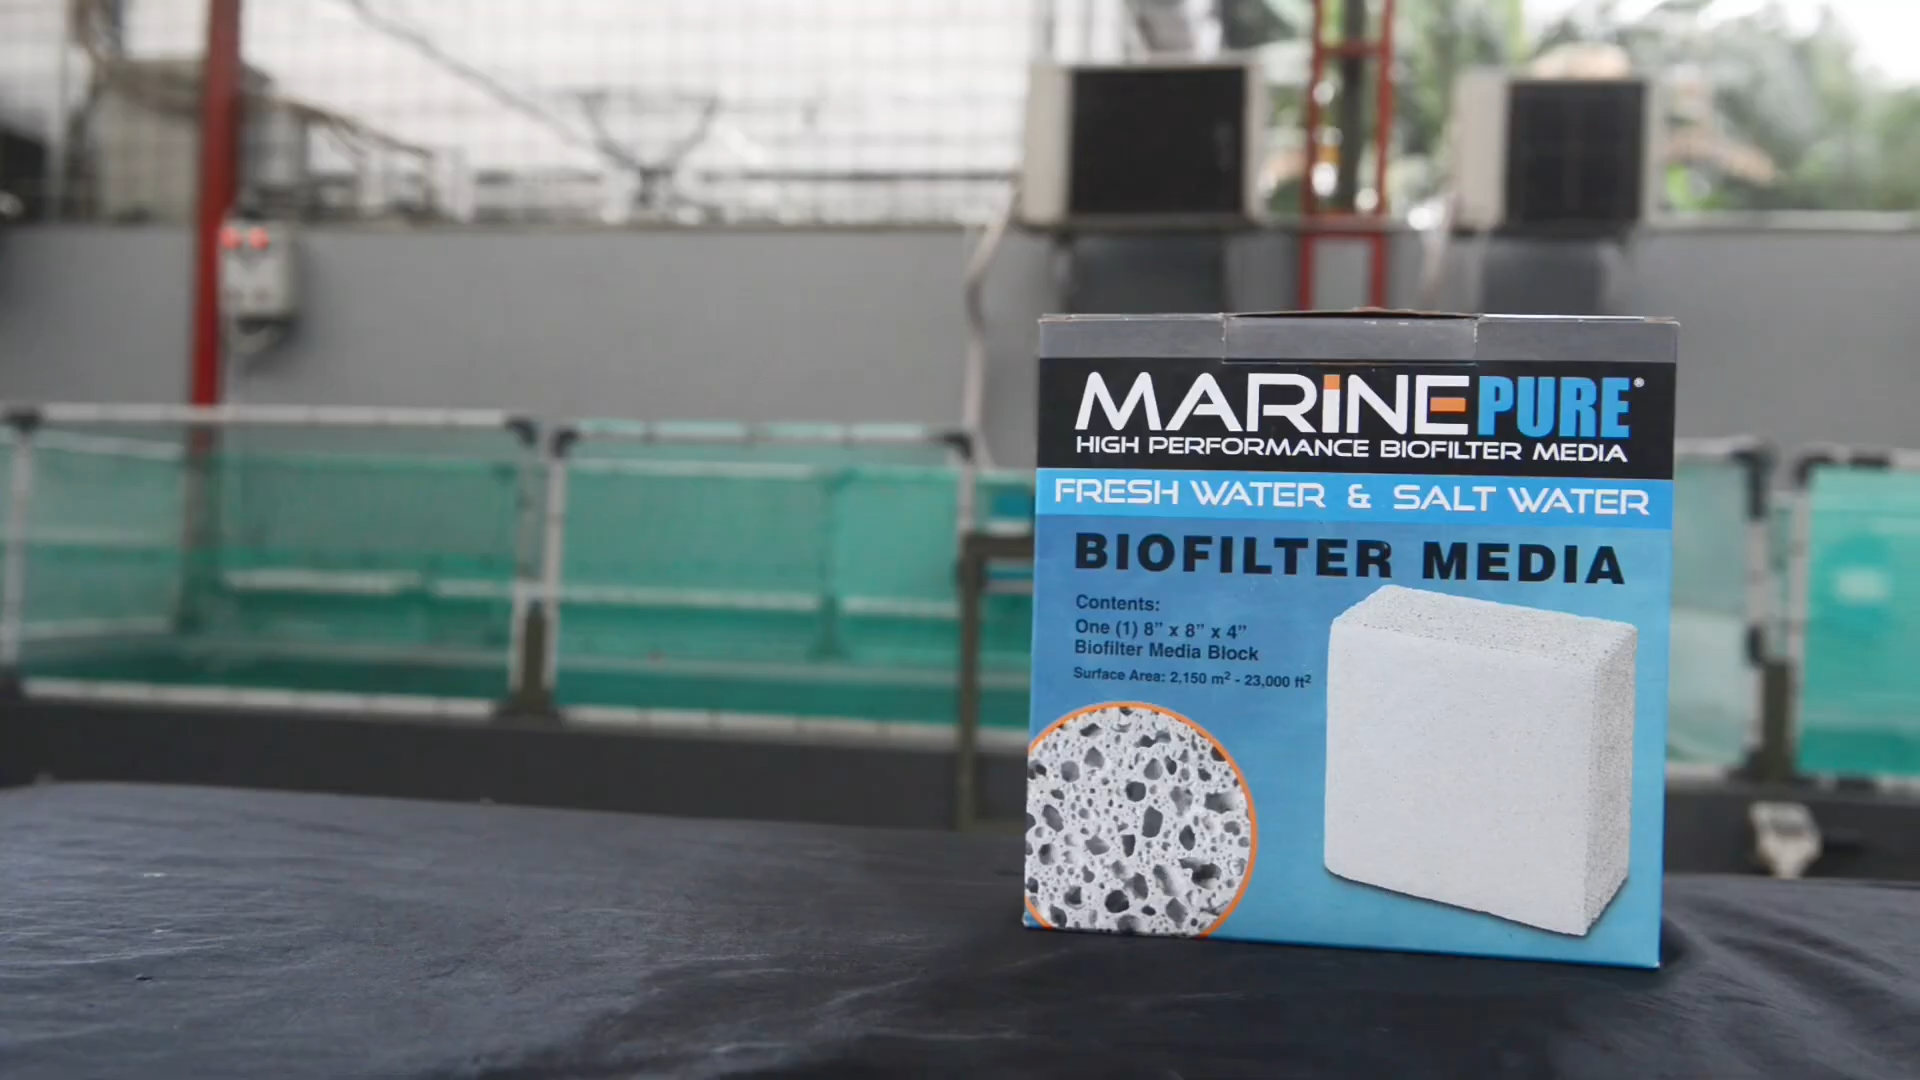 MARINEPURE®
HIGH PERFORMANCE BIOFILTER MEDIA
FRESH WATER & SALT WATER
BIOFILTER MEDIA
Contents:
One (1) 8” x 8” x 4”
Biofilter Media Block
Surface Area: 2,150 m² - 23,000 ft²